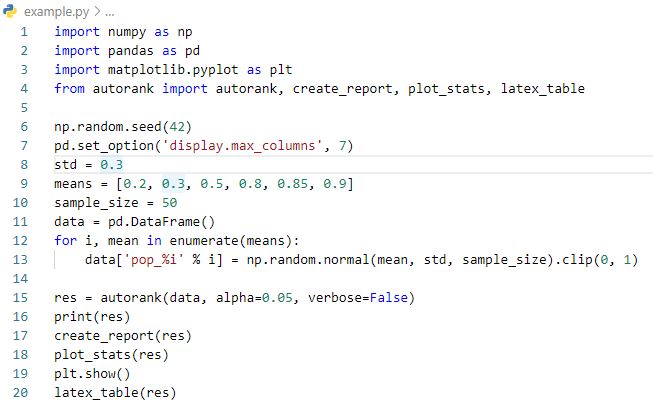 example.py > ...
1 import numpy as np
2 import pandas as pd
3 import matplotlib.pyplot as plt
4 from autorank import autorank, create_report, plot_stats, latex_table
5
6 np.random.seed(42)
7 pd.set_option('display.max_columns', 7)
8 std = 0.3
9 means = [0.2, 0.3, 0.5, 0.8, 0.85, 0.9]
10 sample_size = 50
11 data = pd.DataFrame()
12 for i, mean in enumerate(means):
13     data['pop_%i' % i] = np.random.normal(mean, std, sample_size).clip(0, 1)
14
15 res = autorank(data, alpha=0.05, verbose=False)
16 print(res)
17 create_report(res)
18 plot_stats(res)
19 plt.show()
20 latex_table(res)